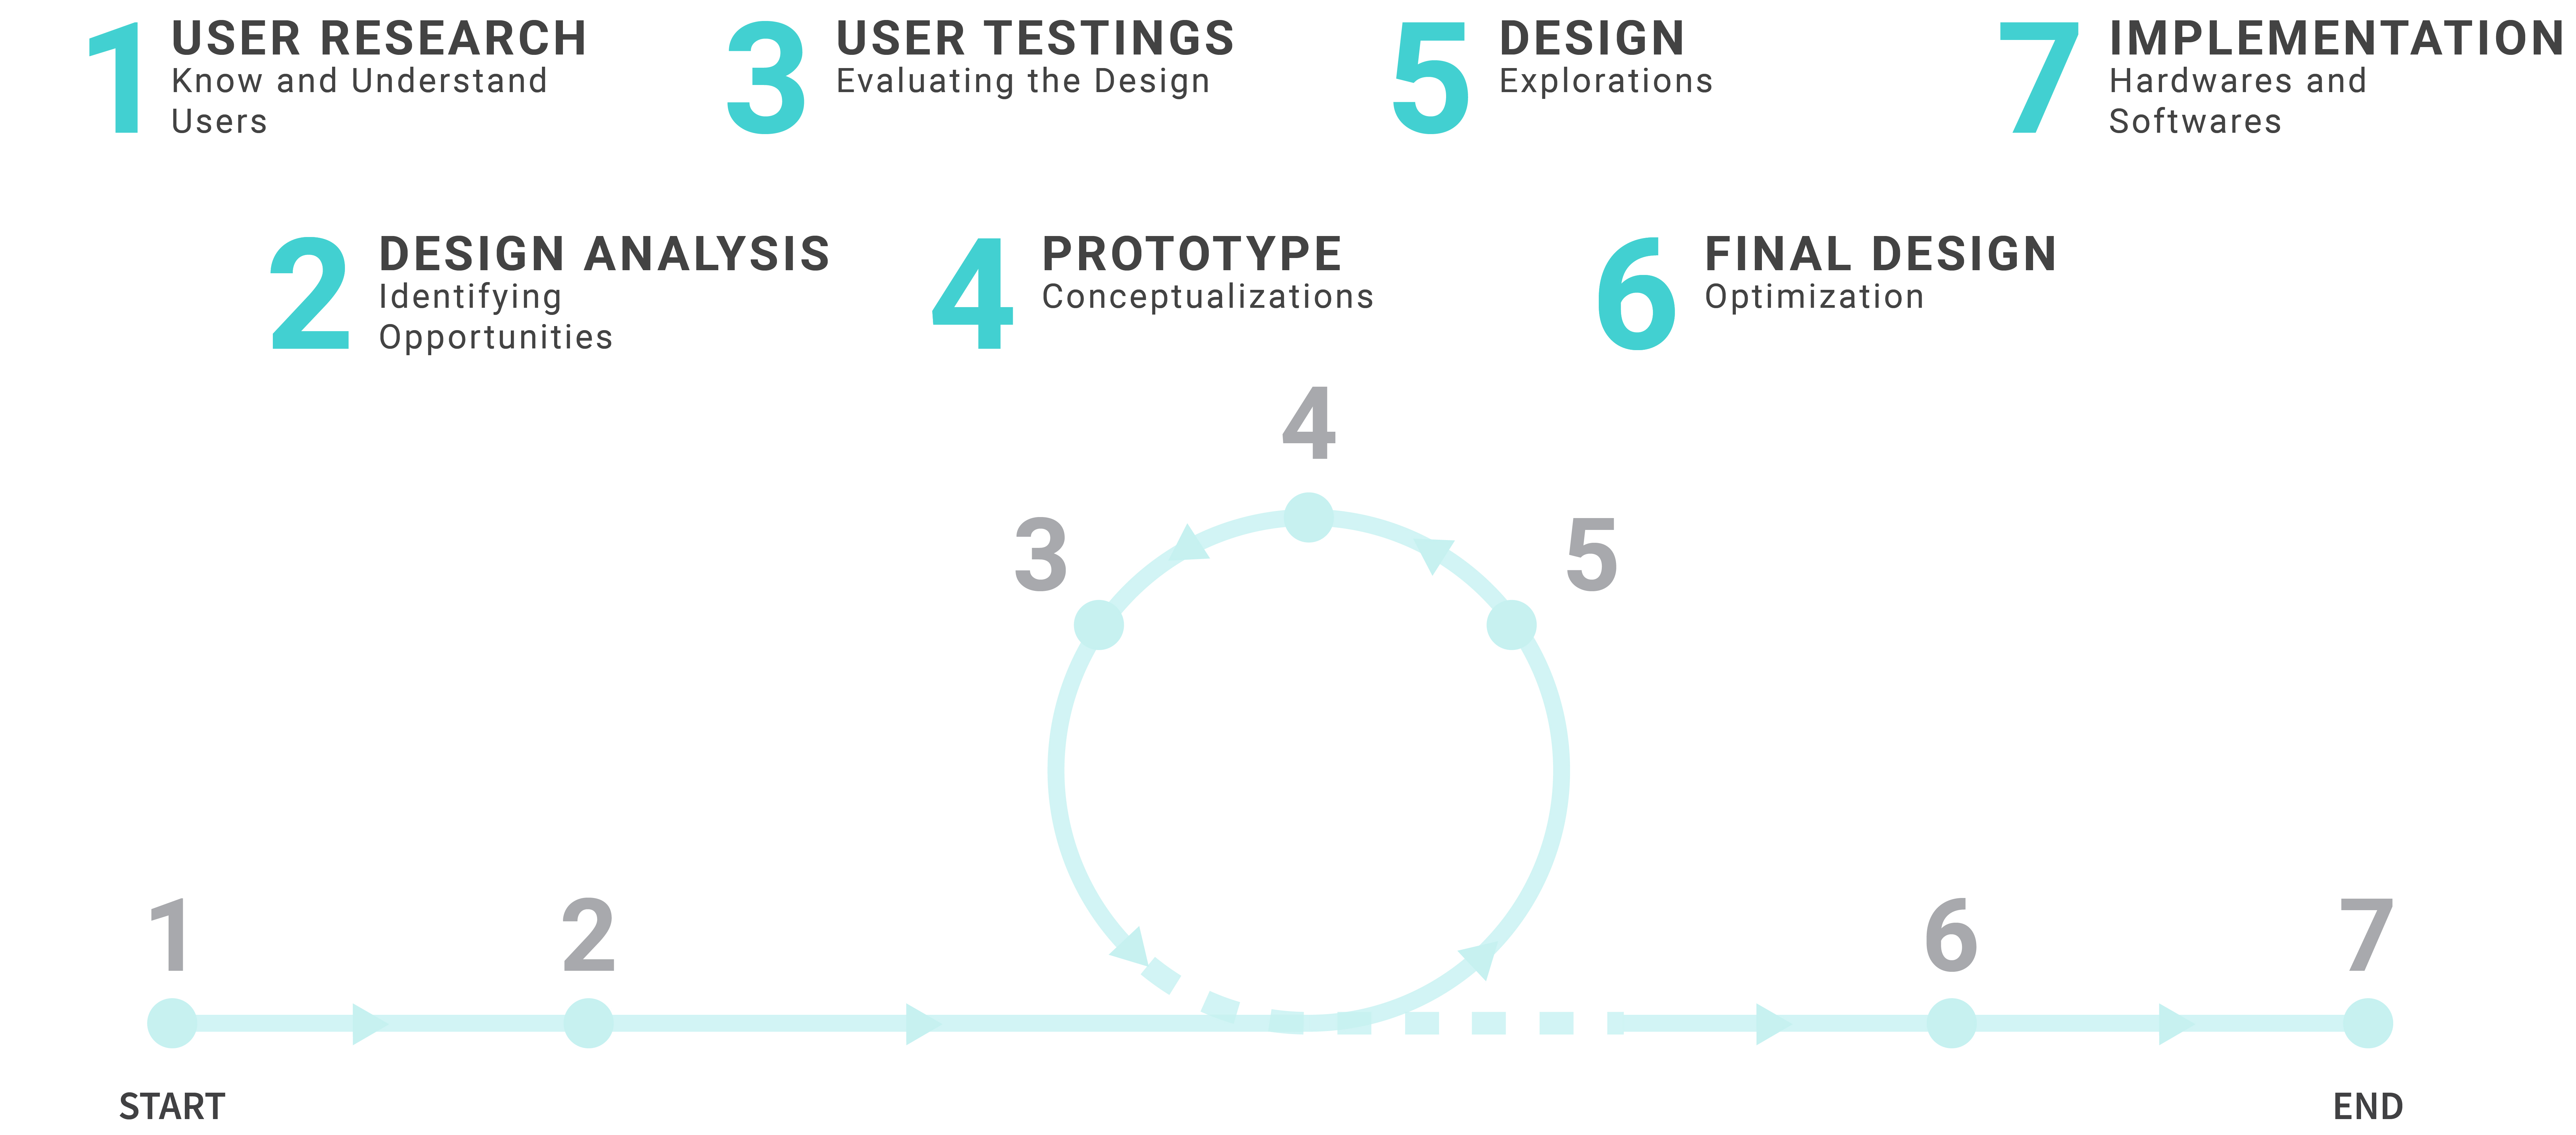 1 USER RESEARCH
Know and Understand
Users
3 USER TESTINGS
Evaluating the Design
5 DESIGN
Explorations
7 IMPLEMENTATION
Hardwares and
Softwares
2 DESIGN ANALYSIS
Identifying
Opportunities
4 PROTOTYPE
Conceptualizations
6 FINAL DESIGN
Optimization
4
3
5
1
2
6
7
START
END